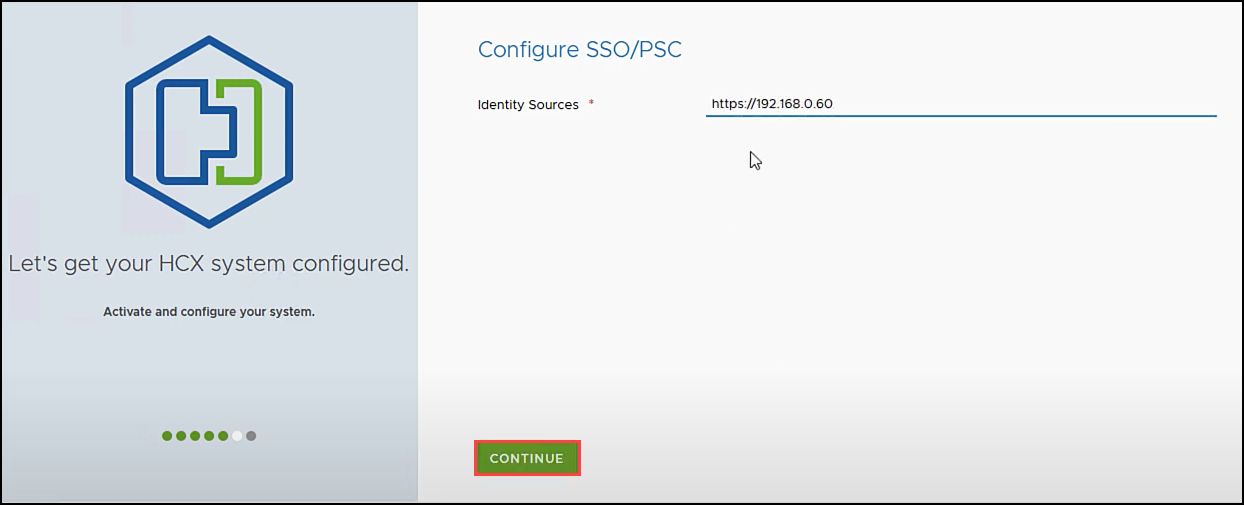 Configure SSO/PSC
Identity Sources *
https://192.168.0.60
Let's get your HCX system configured.
Activate and configure your system.
CONTINUE